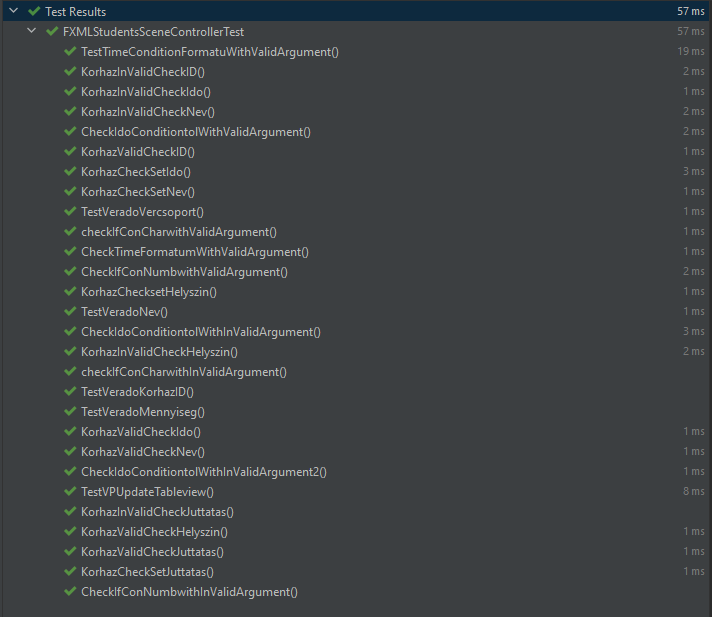 Test Results 57 ms
FXMLStudentsSceneControllerTest 57 ms
TestTimeConditionFormatuWithValidArgument() 19 ms
KorhazInValidCheckID() 2 ms
KorhazInValidCheckIdo() 1 ms
KorhazInValidCheckNev() 2 ms
CheckIdoConditiontolWithValidArgument() 2 ms
KorhazValidCheckID() 1 ms
KorhazCheckSetIdo() 3 ms
KorhazCheckSetNev() 1 ms
TestVeradoVercsoport() 1 ms
checkIfConCharwithValidArgument() 1 ms
CheckTimeFormatumWithValidArgument() 1 ms
CheckIfConNumbwithValidArgument() 2 ms
KorhazChecksetHelyszin() 1 ms
TestVeradoNev() 1 ms
CheckIdoConditiontolWithInValidArgument() 3 ms
KorhazInValidCheckHelyszin() 2 ms
checkIfConCharwithInValidArgument()
TestVeradoKorhazID()
TestVeradoMennyiseg()
KorhazValidCheckIdo() 1 ms
KorhazValidCheckNev() 1 ms
CheckIdoConditiontolWithInValidArgument2() 1 ms
TestVPUpdateTableview() 8 ms
KorhazInValidCheckJuttatas()
KorhazValidCheckHelyszin() 1 ms
KorhazValidCheckJuttatas() 1 ms
KorhazCheckSetJuttatas() 1 ms
CheckIfConNumbwithInValidArgument()